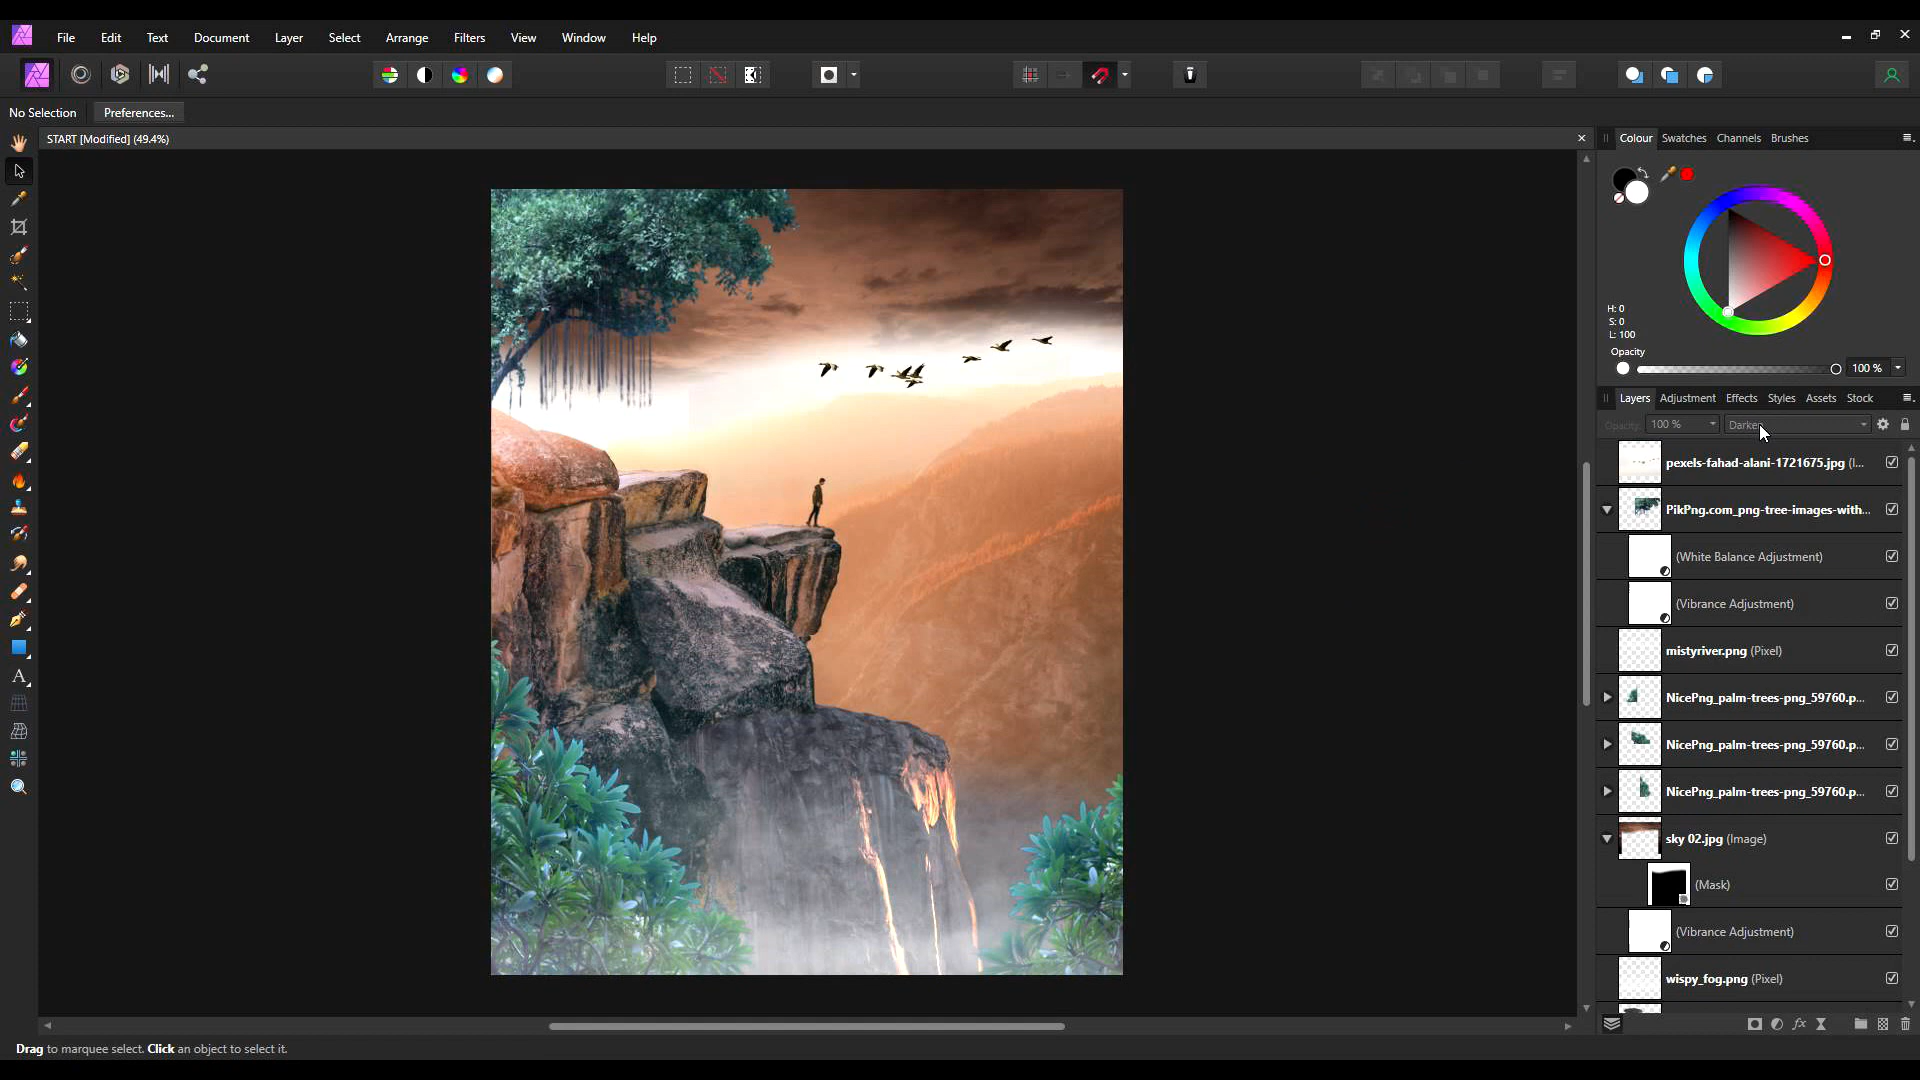 File Edit Text Document Layer Select Arrange Filters View Window Help
No Selection Preferences...
START [Modified] (49.4%)
Colour Swatches Channels Brushes
H: 0
S: 0
L: 100
Opacity
100 %
Layers Adjustment Effects Styles Assets Stock
Opacity: 100 % Darken
pexels-fahad-alani-1721675.jpg (I...
PikPng.com_png-tree-images-with...
(White Balance Adjustment)
(Vibrance Adjustment)
mistyriver.png (Pixel)
NicePng_palm-trees-png_59760.p...
NicePng_palm-trees-png_59760.p...
NicePng_palm-trees-png_59760.p...
sky 02.jpg (Image)
(Mask)
(Vibrance Adjustment)
wispy_fog.png (Pixel)
Drag to marquee select. Click an object to select it.